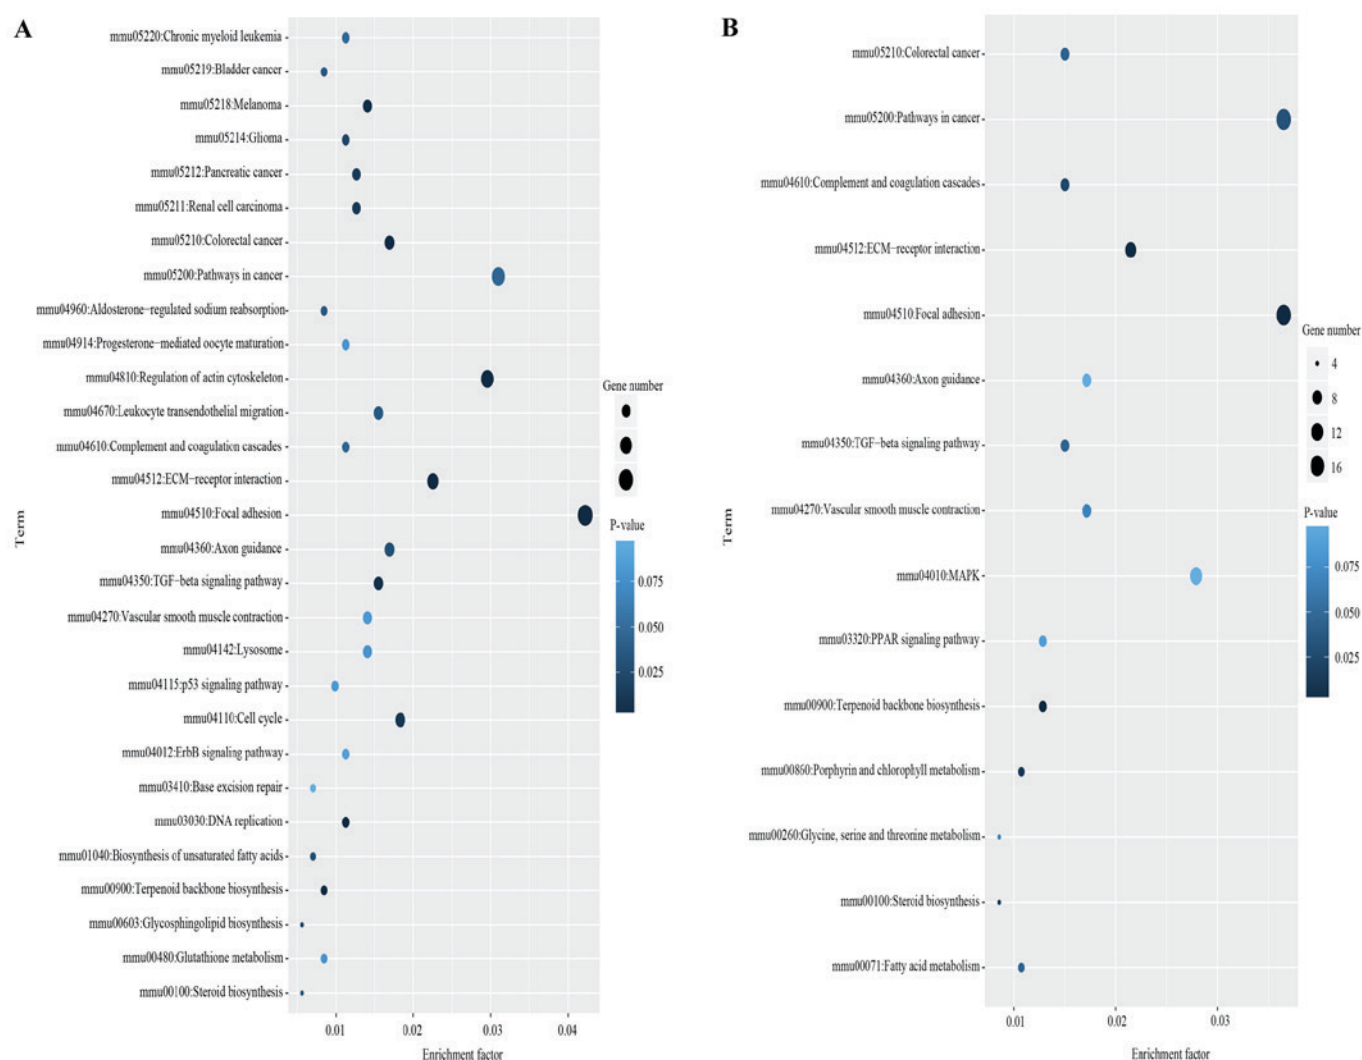 A
mmu05220:Chronic myeloid leukemia
mmu05219:Bladder cancer
mmu05218:Melanoma
mmu05214:Glioma
mmu05212:Pancreatic cancer
mmu05211:Renal cell carcinoma
mmu05210:Colorectal cancer
mmu05200:Pathways in cancer
mmu04960:Aldosterone-regulated sodium reabsorption
mmu04914:Progesterone-mediated oocyte maturation
mmu04810:Regulation of actin cytoskeleton
mmu04670:Leukocyte transendothelial migration
mmu04610:Complement and coagulation cascades
mmu04512:ECM-receptor interaction
mmu04510:Focal adhesion
mmu04360:Axon guidance
mmu04350:TGF-beta signaling pathway
mmu04270:Vascular smooth muscle contraction
mmu04142:Lysosome
mmu04115:p53 signaling pathway
mmu04110:Cell cycle
mmu04012:ErbB signaling pathway
mmu03410:Base excision repair
mmu03030:DNA replication
mmu01040:Biosynthesis of unsaturated fatty acids
mmu00900:Terpenoid backbone biosynthesis
mmu00603:Glycosphingolipid biosynthesis
mmu00480:Glutathione metabolism
mmu00100:Steroid biosynthesis
Term
0.01 0.02 0.03 0.04
Enrichment factor
Gene number
P-value
0.075
0.050
0.025
B
mmu05210:Colorectal cancer
mmu05200:Pathways in cancer
mmu04610:Complement and coagulation cascades
mmu04512:ECM-receptor interaction
mmu04510:Focal adhesion
mmu04360:Axon guidance
mmu04350:TGF-beta signaling pathway
mmu04270:Vascular smooth muscle contraction
mmu04010:MAPK
mmu03320:PPAR signaling pathway
mmu00900:Terpenoid backbone biosynthesis
mmu00860:Porphyrin and chlorophyll metabolism
mmu00260:Glycine, serine and threorine metabolism
mmu00100:Steroid biosynthesis
mmu00071:Fatty acid metabolism
Term
0.01 0.02 0.03
Enrichment factor
Gene number
4
8
12
16
P-value
0.075
0.050
0.025